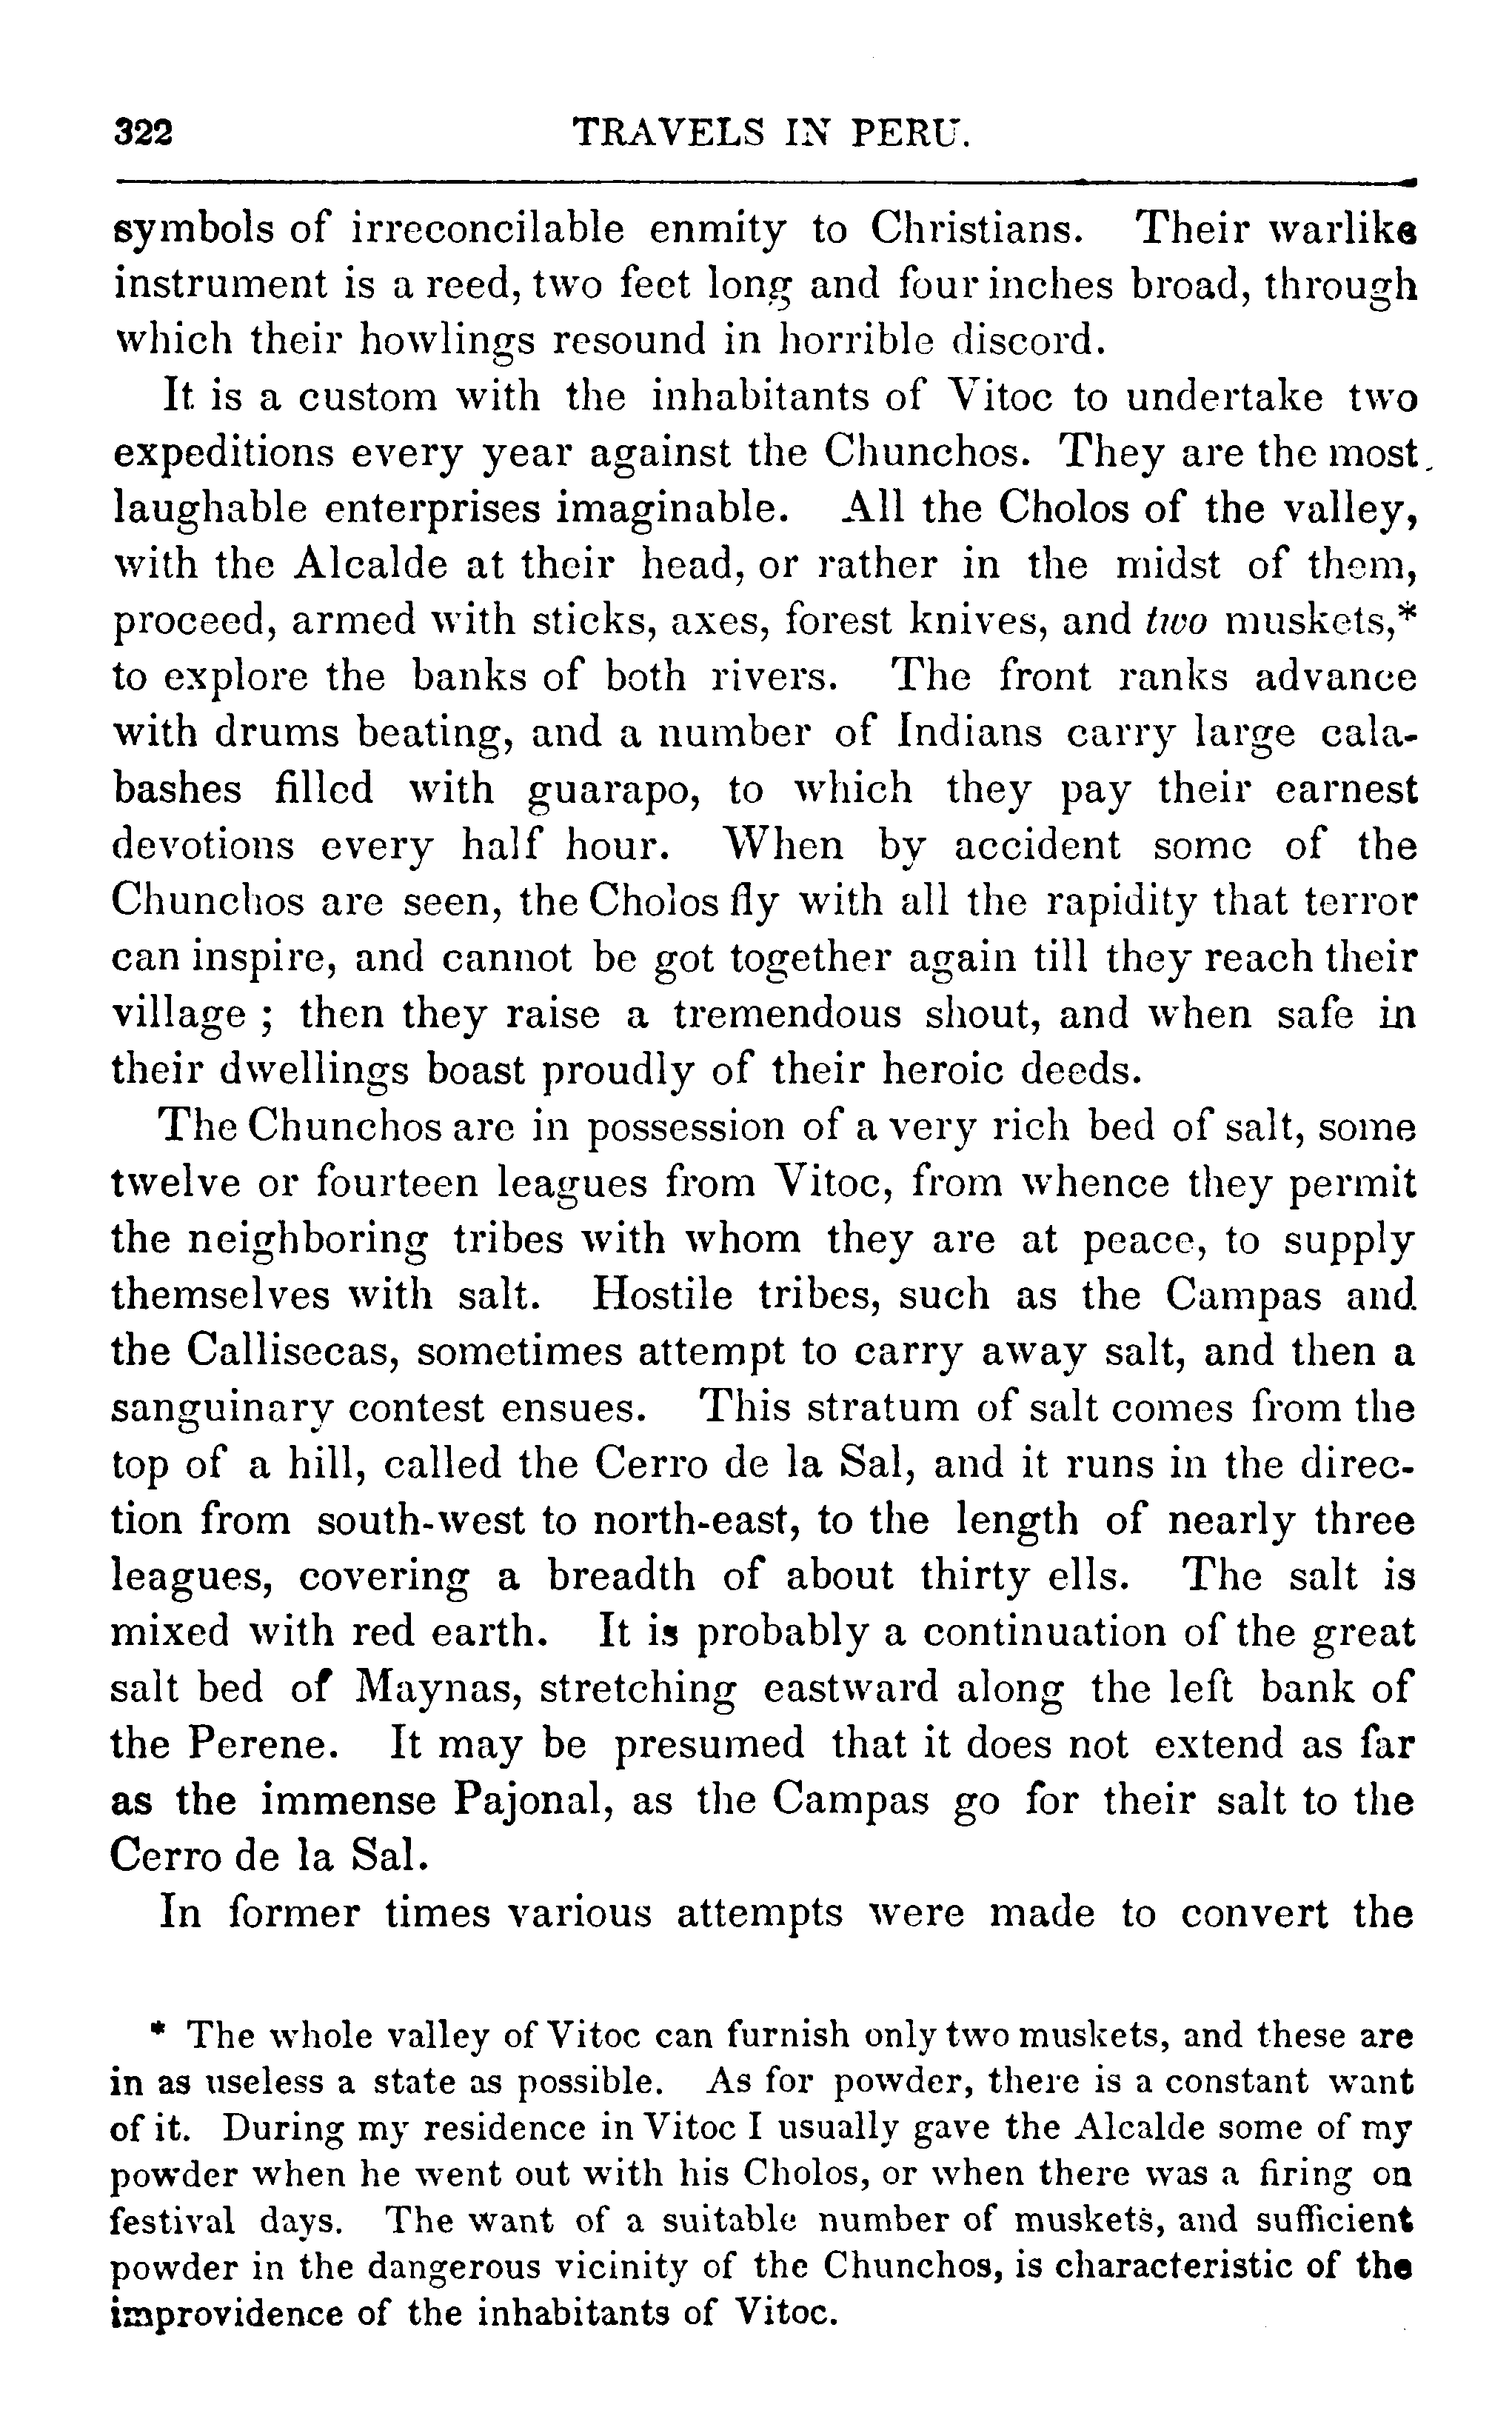 322 TRAVELS IN PERU.
symbols of irreconcilable enmity to Christians. Their warlike
instrument is a reed, two feet long and four inches broad, through
which their howlings resound in horrible discord.
It is a custom with the inhabitants of Vitoc to undertake two
expeditions every year against the Chunchos. They are the most
laughable enterprises imaginable. All the Cholos of the valley,
with the Alcalde at their head, or rather in the midst of them,
proceed, armed with sticks, axes, forest knives, and two muskets,*
to explore the banks of both rivers. The front ranks advance
with drums beating, and a number of Indians carry large cala-
bashes filled with guarapo, to which they pay their earnest
devotions every half hour. When by accident some of the
Chunchos are seen, the Cholos fly with all the rapidity that terror
can inspire, and cannot be got together again till they reach their
village ; then they raise a tremendous shout, and when safe in
their dwellings boast proudly of their heroic deeds.
The Chunchos are in possession of a very rich bed of salt, some
twelve or fourteen leagues from Vitoc, from whence they permit
the neighboring tribes with whom they are at peace, to supply
themselves with salt. Hostile tribes, such as the Campas and
the Callisecas, sometimes attempt to carry away salt, and then a
sanguinary contest ensues. This stratum of salt comes from the
top of a hill, called the Cerro de la Sal, and it runs in the direc-
tion from south-west to north-east, to the length of nearly three
leagues, covering a breadth of about thirty ells. The salt is
mixed with red earth. It is probably a continuation of the great
salt bed of Maynas, stretching eastward along the left bank of
the Perene. It may be presumed that it does not extend as far
as the immense Pajonal, as the Campas go for their salt to the
Cerro de la Sal.
In former times various attempts were made to convert the
* The whole valley of Vitoc can furnish only two muskets, and these are
in as useless a state as possible. As for powder, there is a constant want
of it. During my residence in Vitoc I usually gave the Alcalde some of my
powder when he went out with his Cholos, or when there was a firing on
festival days. The want of a suitable number of muskets, and sufficient
powder in the dangerous vicinity of the Chunchos, is characteristic of the
improvidence of the inhabitants of Vitoc.